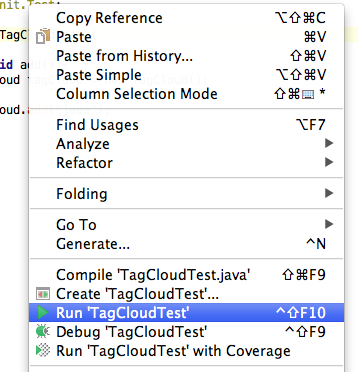 nit.Test;
Copy Reference ⌥⇧⌘C
Paste ⌘V
Paste from History... ⇧⌘V
Paste Simple ⌥⇧⌘V
Column Selection Mode ⇧⌘⌨ *
Find Usages ⌥F7
Analyze
Refactor
Folding
Go To
Generate... ^N
Compile 'TagCloudTest.java' ⇧⌘F9
Create 'TagCloudTest'...
Run 'TagCloudTest' ^⇧F10
Debug 'TagCloudTest' ^⇧F9
Run 'TagCloudTest' with Coverage
TagC
id a
oud
oud.a